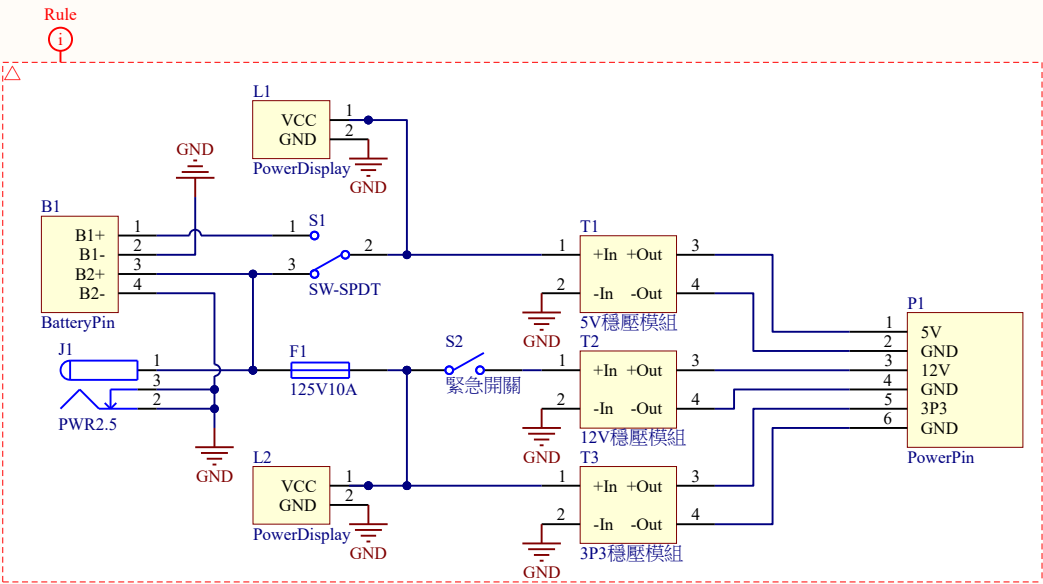 Rule
i
L1
VCC 1
GND 2
PowerDisplay
GND
GND
B1
B1+ 1
B1- 2
B2+ 3
B2- 4
BatteryPin
1 S1
2
3
SW-SPDT
T1
1 +In +Out 3
2 -In -Out 4
GND
5V穩壓模組
J1
1
3
2
PWR2.5
GND
F1
125V10A
S2
緊急開關
T2
1 +In +Out 3
2 -In -Out 4
GND
12V穩壓模組
P1
1 5V
2 GND
3 12V
4 GND
5 3P3
6 GND
PowerPin
L2
VCC 1
GND 2
PowerDisplay
GND
T3
1 +In +Out 3
2 -In -Out 4
GND
3P3穩壓模組